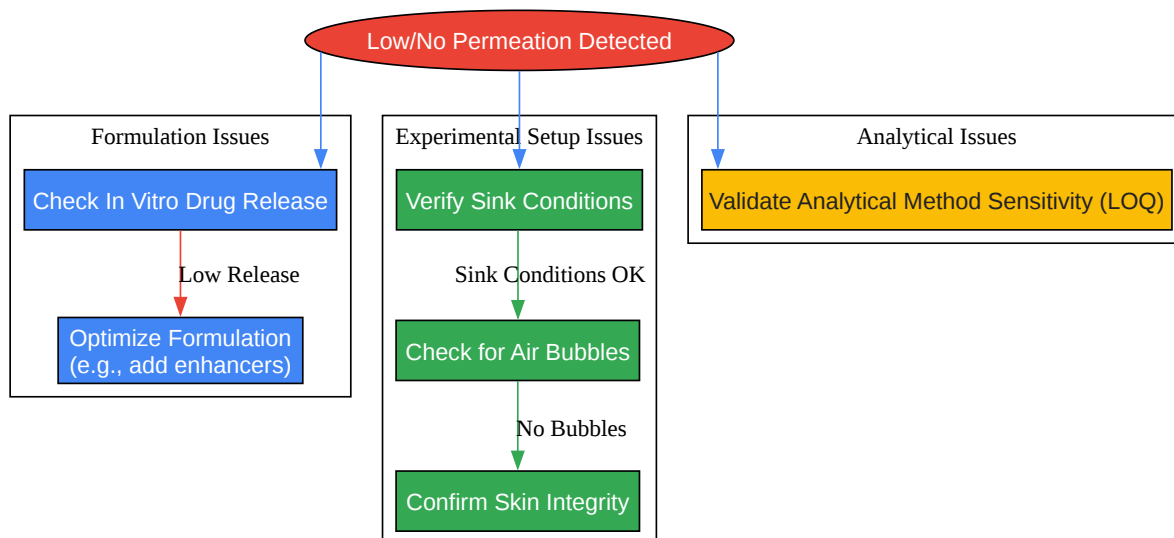 Low/No Permeation Detected
Formulation Issues
Check In Vitro Drug Release
Low Release
Optimize Formulation
(e.g., add enhancers)
Experimental Setup Issues
Verify Sink Conditions
Sink Conditions OK
Check for Air Bubbles
No Bubbles
Confirm Skin Integrity
Analytical Issues
Validate Analytical Method Sensitivity (LOQ)